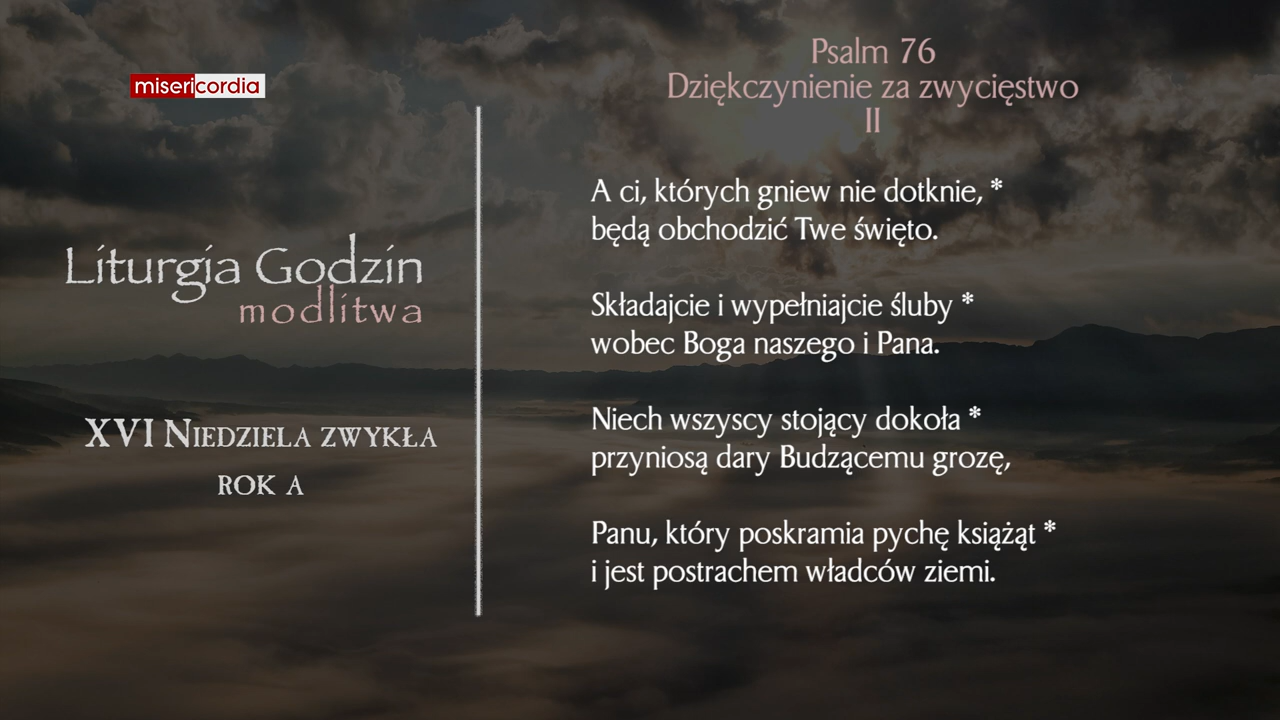 misericordia
Liturgia Godzin
modlitwa
XVI Niedziela zwykła
rok A
Psalm 76
Dziękczynienie za zwycięstwo
II
A ci, których gniew nie dotknie, *
będą obchodzić Twe święto.
Składajcie i wypełniajcie śluby *
wobec Boga naszego i Pana.
Niech wszyscy stojący dokoła *
przyniosą dary Budzącemu grozę,
Panu, który poskramia pychę książąt *
i jest postrachem władców ziemi.